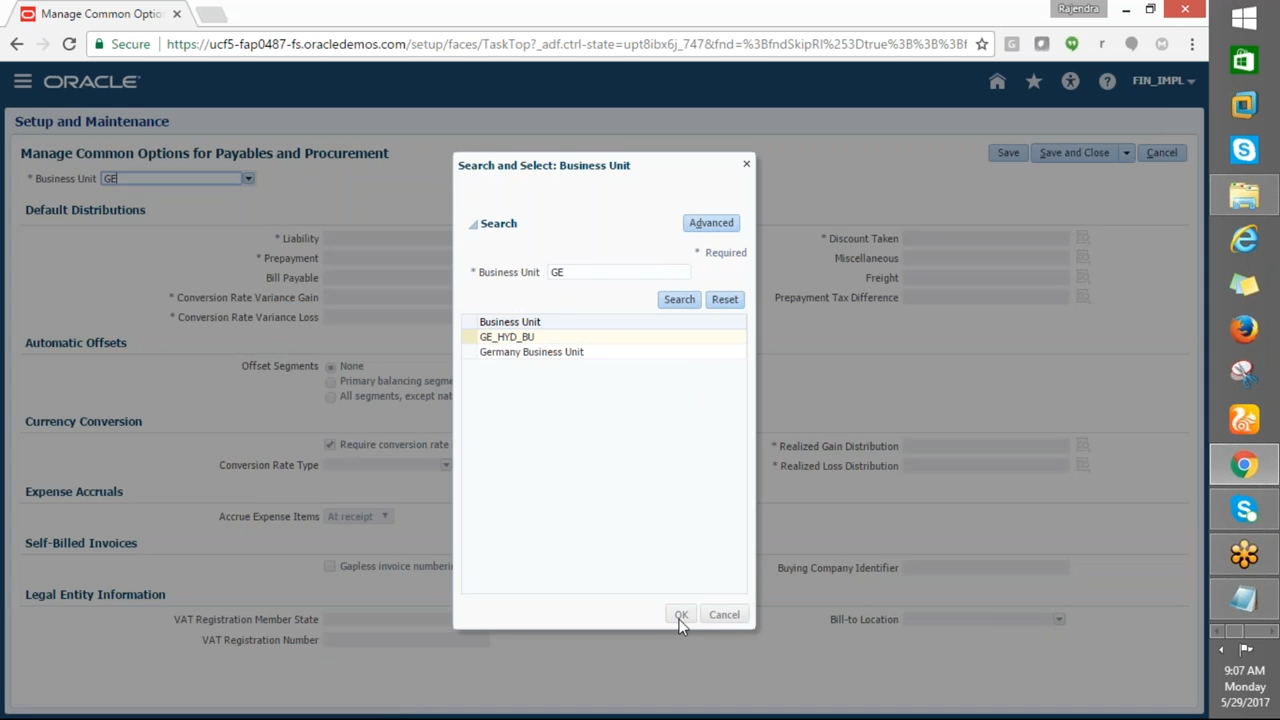 Manage Common Optio
Rajendra
Secure
https://ucf5-fap0487-fs.oracledemos.com/setup/faces/TaskTop?_adf.ctrl-state=upt8ibx6j_747&fnd=%3BfndSkipRI%253Dtrue%3B%3B%3Bf
ORACLE
FIN_IMPL
Setup and Maintenance
Manage Common Options for Payables and Procurement
Save
Save and Close
Cancel
* Business Unit GE
Default Distributions
* Liability
* Prepayment
Bill Payable
* Conversion Rate Variance Gain
* Conversion Rate Variance Loss
* Discount Taken
Miscellaneous
Freight
Prepayment Tax Difference
Automatic Offsets
Offset Segments
None
Primary balancing segme
All segments, except nat
Currency Conversion
Require conversion rate
Conversion Rate Type
* Realized Gain Distribution
* Realized Loss Distribution
Expense Accruals
Accrue Expense Items At receipt
Self-Billed Invoices
Gapless invoice numberi
Buying Company Identifier
Legal Entity Information
VAT Registration Member State
VAT Registration Number
Bill-to Location
Search and Select: Business Unit
Search
Advanced
* Required
* Business Unit GE
Search
Reset
Business Unit
GE_HYD_BU
Germany Business Unit
OK
Cancel
9:07 AM
Monday
5/29/2017